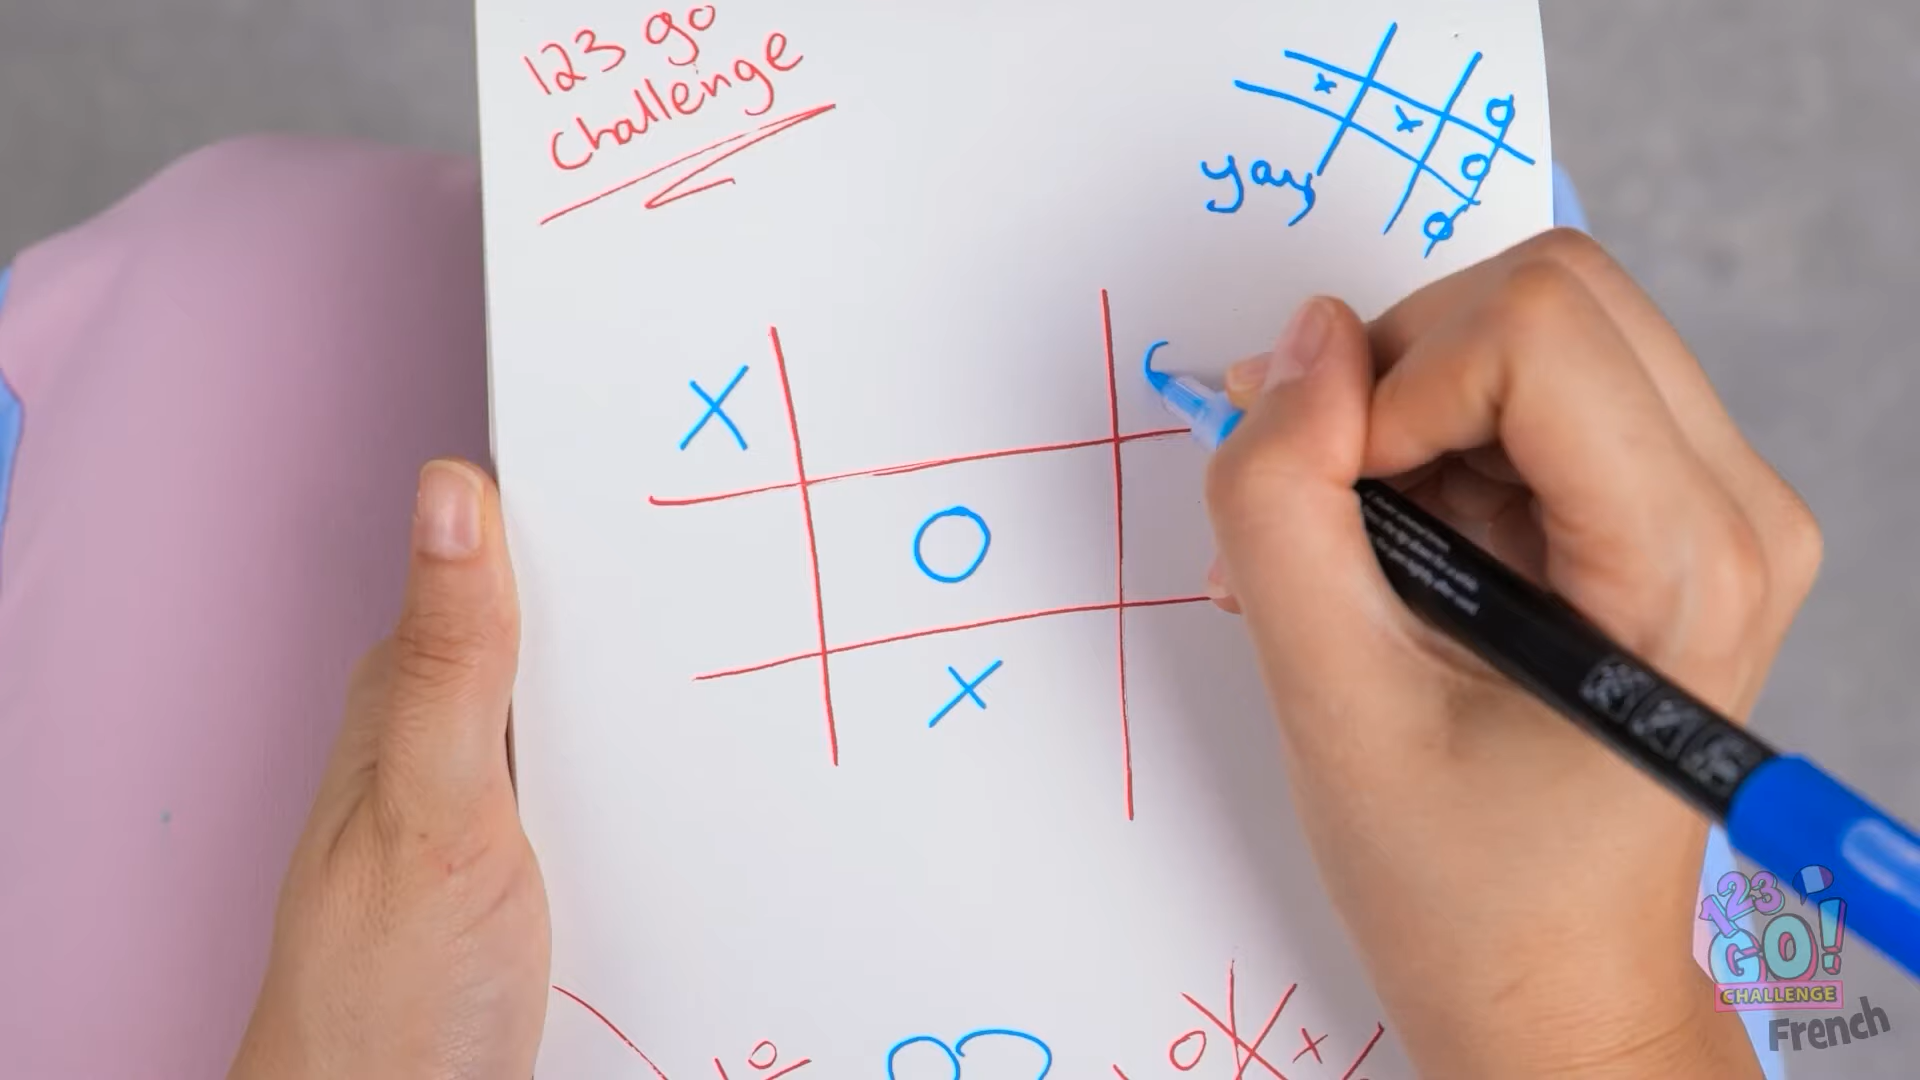 123 go
challenge
x
x
O
O
O
yay
X
O
X
O
O
x
123
GO!
CHALLENGE
French